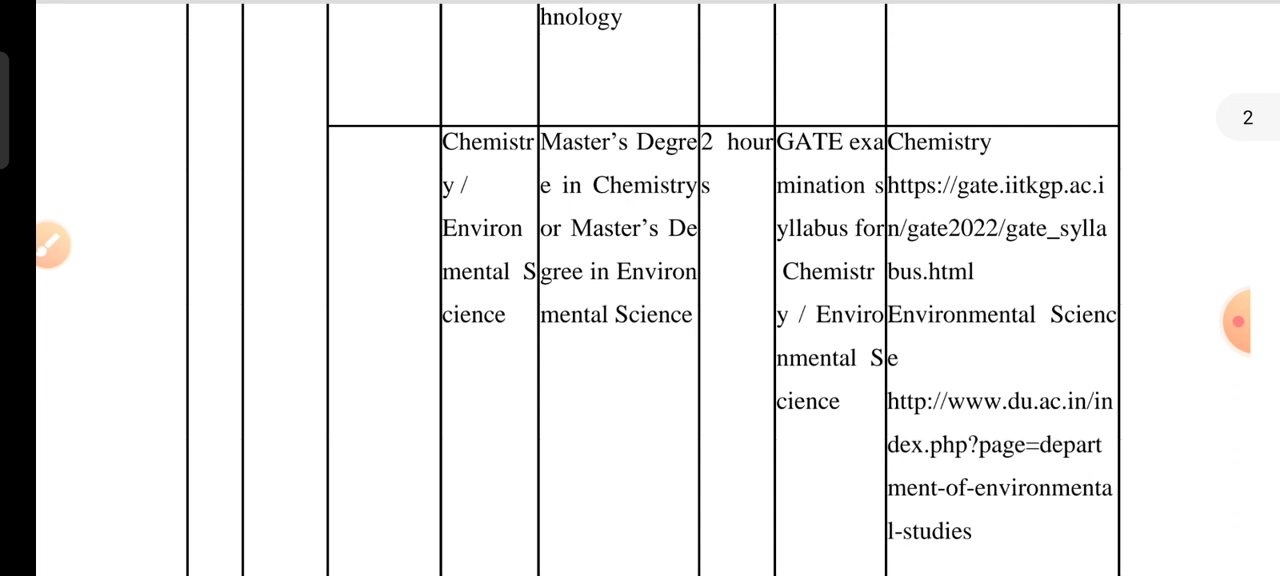 hnology
2
Chemistr Master’s Degre 2 hour GATE exa Chemistry
y / e in Chemistry s mination s https://gate.iitkgp.ac.i
Environ or Master’s De yllabus for n/gate2022/gate_sylla
mental S gree in Environ Chemistr bus.html
cience mental Science y / Enviro Environmental Scienc
nmental S e
cience http://www.du.ac.in/in
dex.php?page=depart
ment-of-environmenta
l-studies